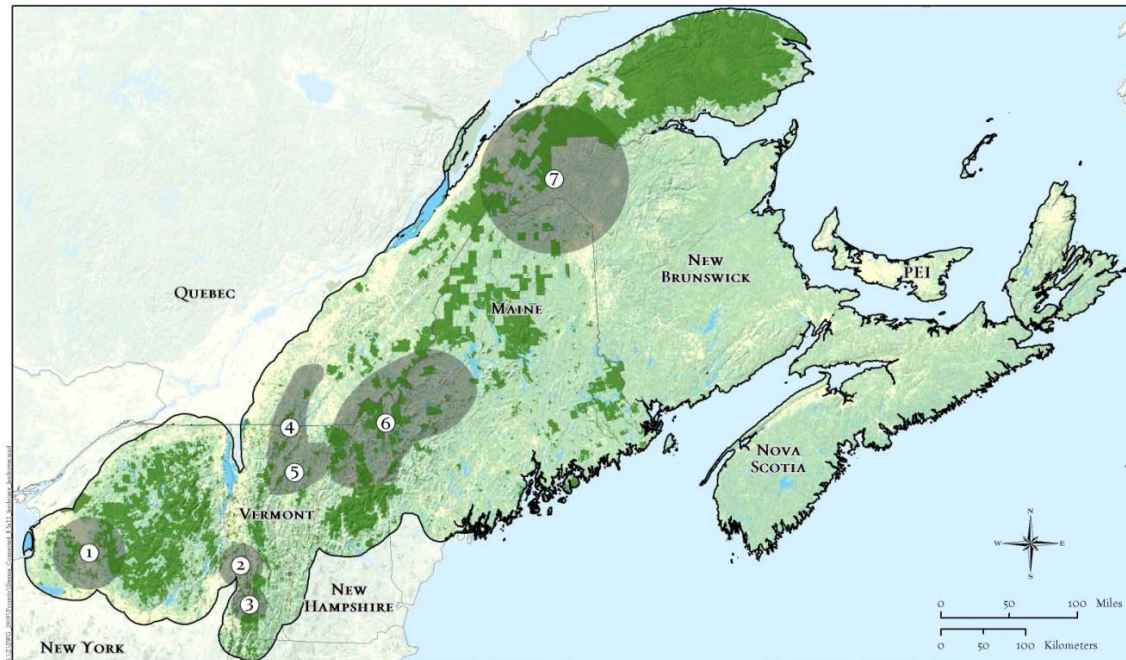 7
NEW
BRUNSWICK
PEI
QUEBEC
MAINE
4
6
5
NOVA
SCOTIA
VERMONT
1
2
3
NEW
HAMPSHIRE
NEW YORK
N
W
E
S
0 50 100 Miles
0 50 100 Kilometers